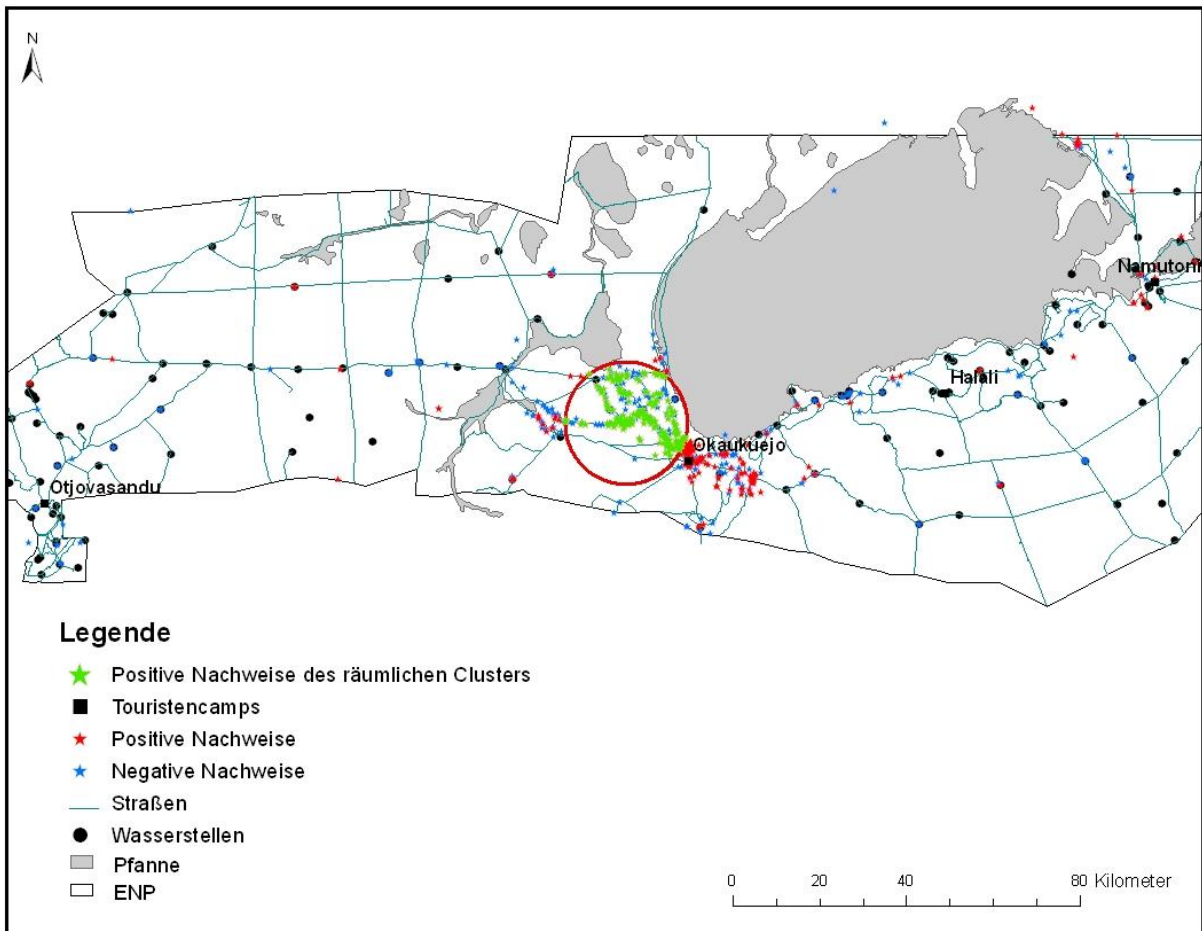 N
Namutoni
Halali
Okaukuejo
Otjovasandu
Legende
Positive Nachweise des räumlichen Clusters
Touristencamps
Positive Nachweise
Negative Nachweise
Straßen
Wasserstellen
Pfanne
ENP
0 20 40 80 Kilometer